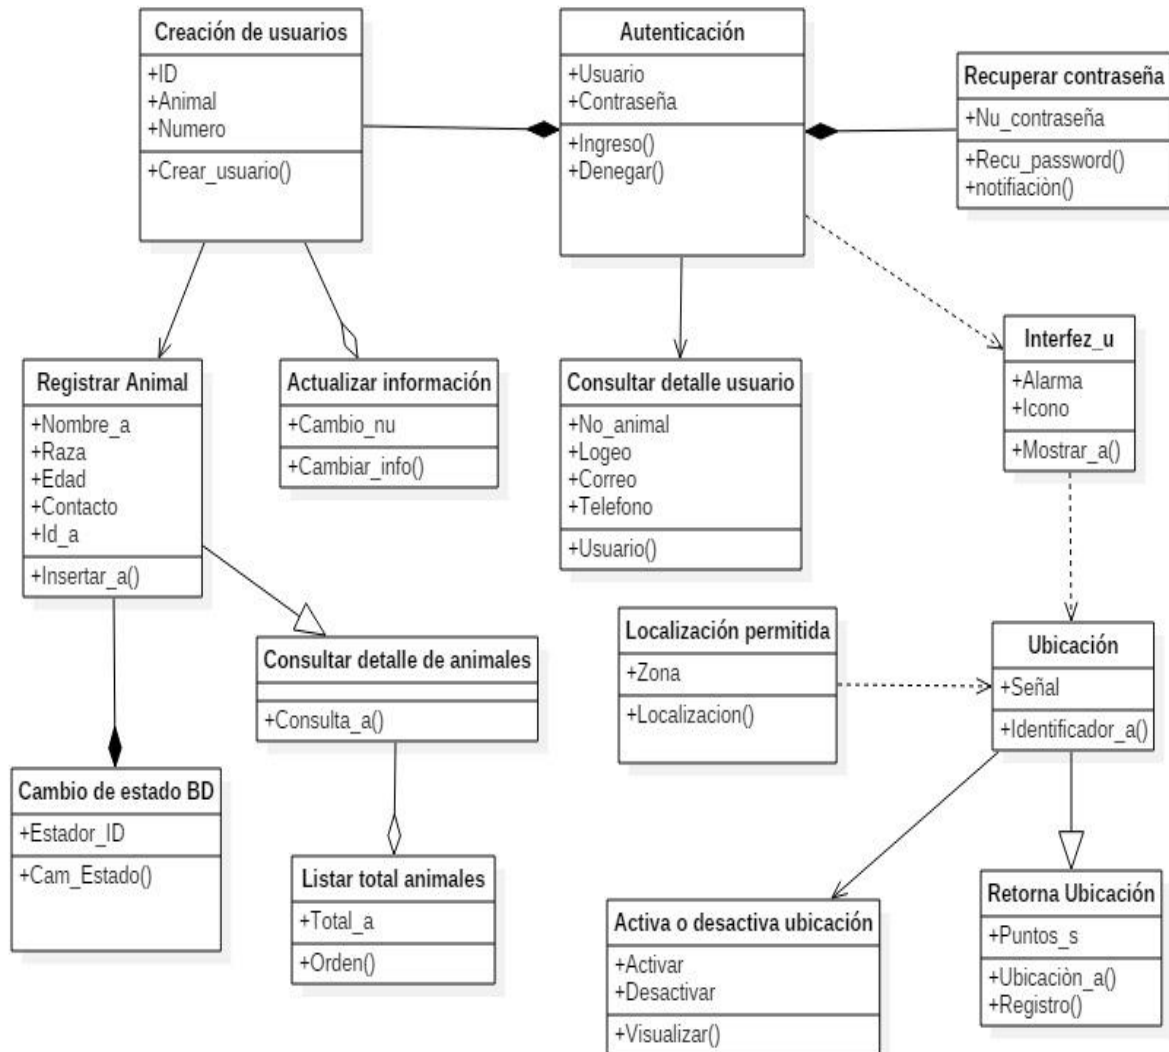 Creación de usuarios
+ID
+Animal
+Numero
+Crear_usuario()
Autenticación
+Usuario
+Contraseña
+Ingreso()
+Denegar()
Recuperar contraseña
+Nu_contraseña
+Recu_password()
+notifiaciòn()
Registrar Animal
+Nombre_a
+Raza
+Edad
+Contacto
+Id_a
+Insertar_a()
Actualizar información
+Cambio_nu
+Cambiar_info()
Consultar detalle usuario
+No_animal
+Logeo
+Correo
+Telefono
+Usuario()
Interfez_u
+Alarma
+Icono
+Mostrar_a()
Consultar detalle de animales
+Consulta_a()
Localización permitida
+Zona
+Localizacion()
Ubicación
+Señal
+Identificador_a()
Cambio de estado BD
+Estador_ID
+Cam_Estado()
Listar total animales
+Total_a
+Orden()
Activa o desactiva ubicación
+Activar
+Desactivar
+Visualizar()
Retorna Ubicación
+Puntos_s
+Ubicaciòn_a()
+Registro()